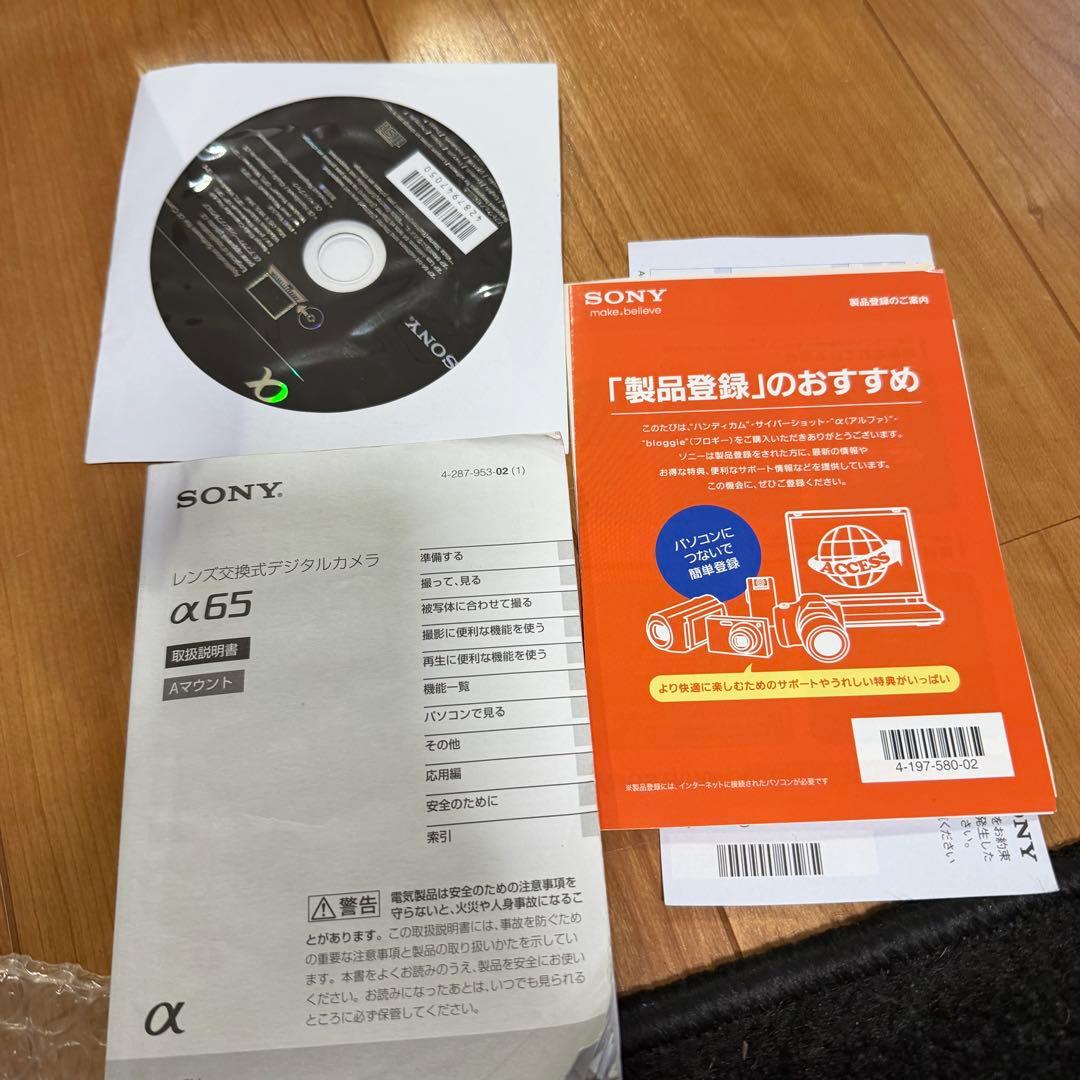 4287947050
SONY
α
4-287-953-02 (1)
SONY®
レンズ交換式デジタルカメラ
α65
取扱説明書
Aマウント
準備する
撮って、見る
被写体に合わせて撮る
撮影に便利な機能を使う
再生に便利な機能を使う
機能一覧
パソコンで見る
その他
応用編
安全のために
索引
警告
電気製品は安全のための注意事項を
守らないと、火災や人身事故になるこ
とがあります。この取扱説明書には、事故を防ぐため
の重要な注意事項と製品の取り扱いかたを示してい
ます。本書をよくお読みのうえ、製品を安全にお使い
ください。お読みになったあとは、いつでも見られる
ところに必ず保管してください。
α
SONY
make.believe
製品登録のご案内
「製品登録」のおすすめ
このたびは、"ハンディカム"・サイバーショット・"α(アルファ)"・
"bloggie"(ブロギー)をご購入いただきありがとうございます。
ソニーは製品登録をされた方に、最新の情報や
お得な特典、便利なサポート情報などを提供しています。
この機会に、ぜひご登録ください。
パソコンに
つないで
簡単登録
ACCESS
より快適に楽しむためのサポートやうれしい特典がいっぱい
4-197-580-02
※製品登録には、インターネットに接続されたパソコンが必要です
ONY
をお約束
発生した
さい。
ください